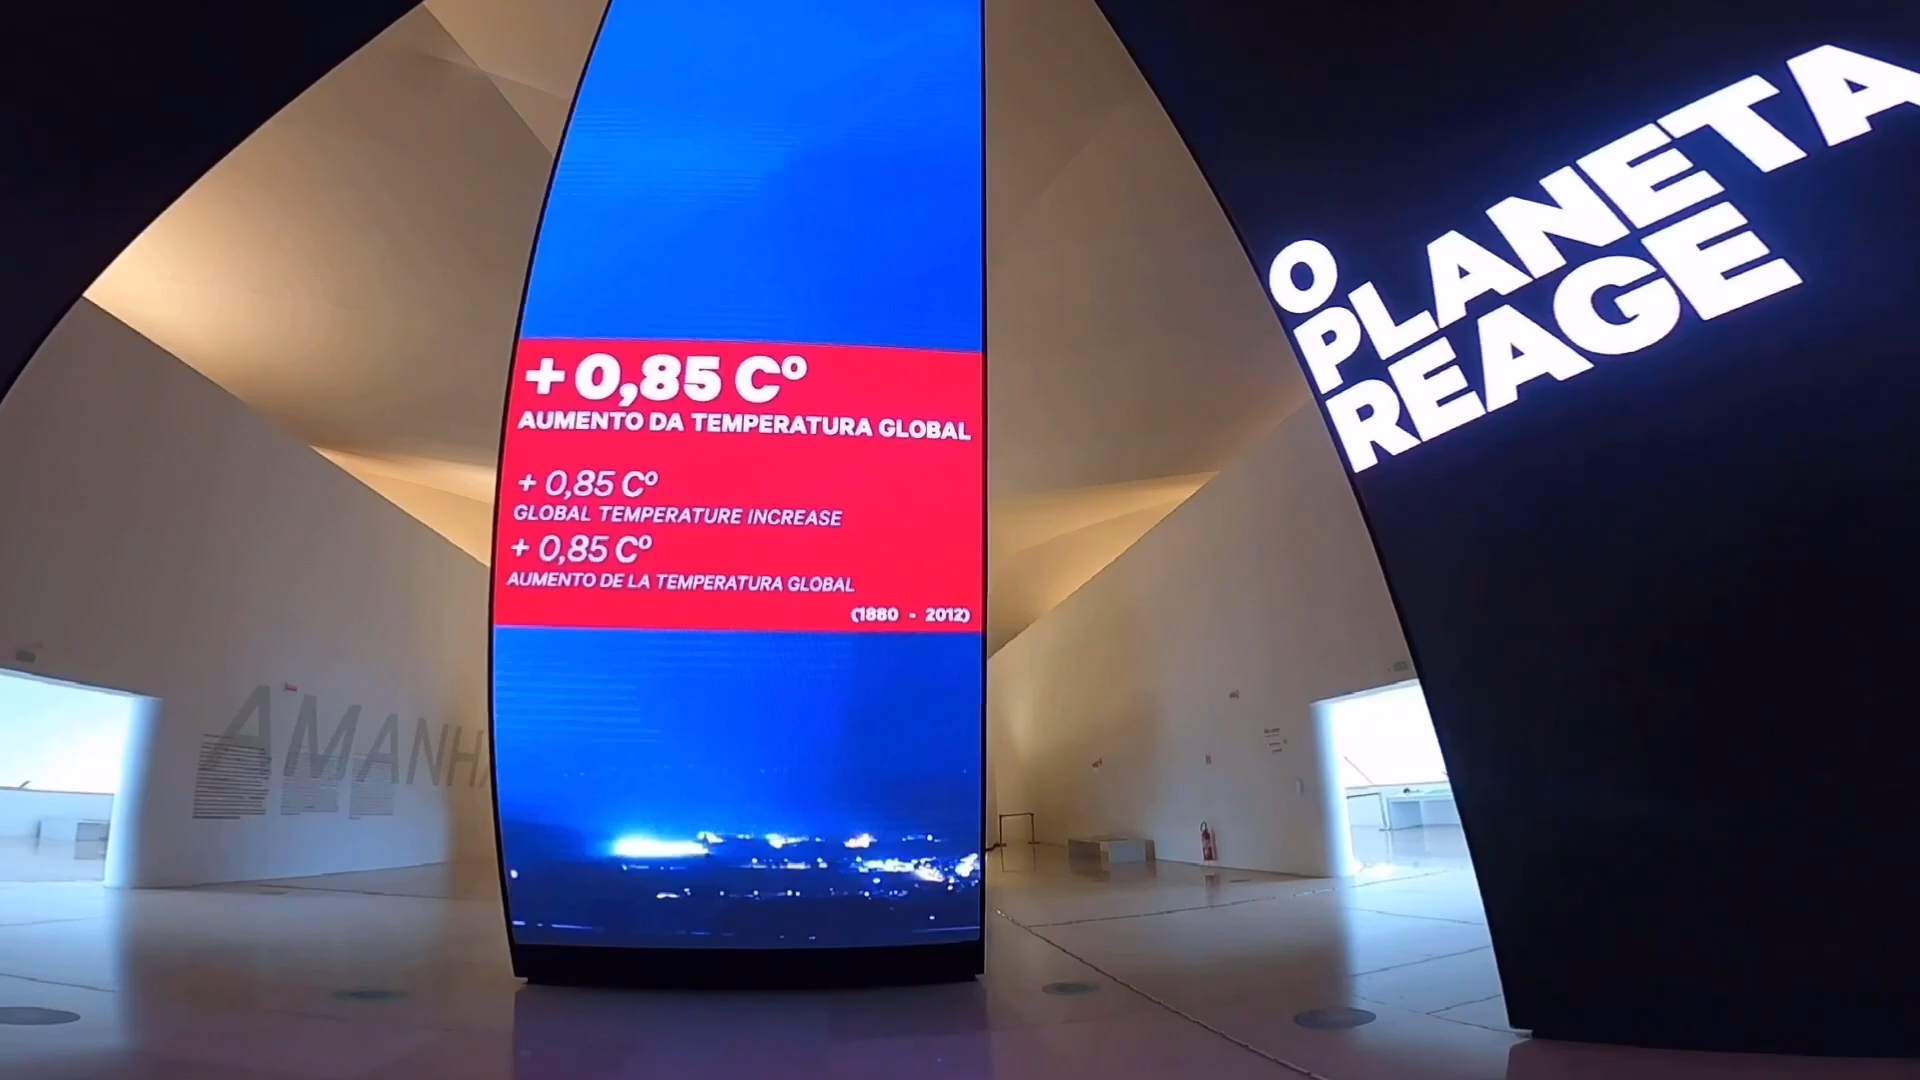 + 0,85 Cº
AUMENTO DA TEMPERATURA GLOBAL
+ 0,85 Cº
GLOBAL TEMPERATURE INCREASE
+ 0,85 Cº
AUMENTO DE LA TEMPERATURA GLOBAL
(1880 - 2012)
O
PLANETA
REAGE
AMANH